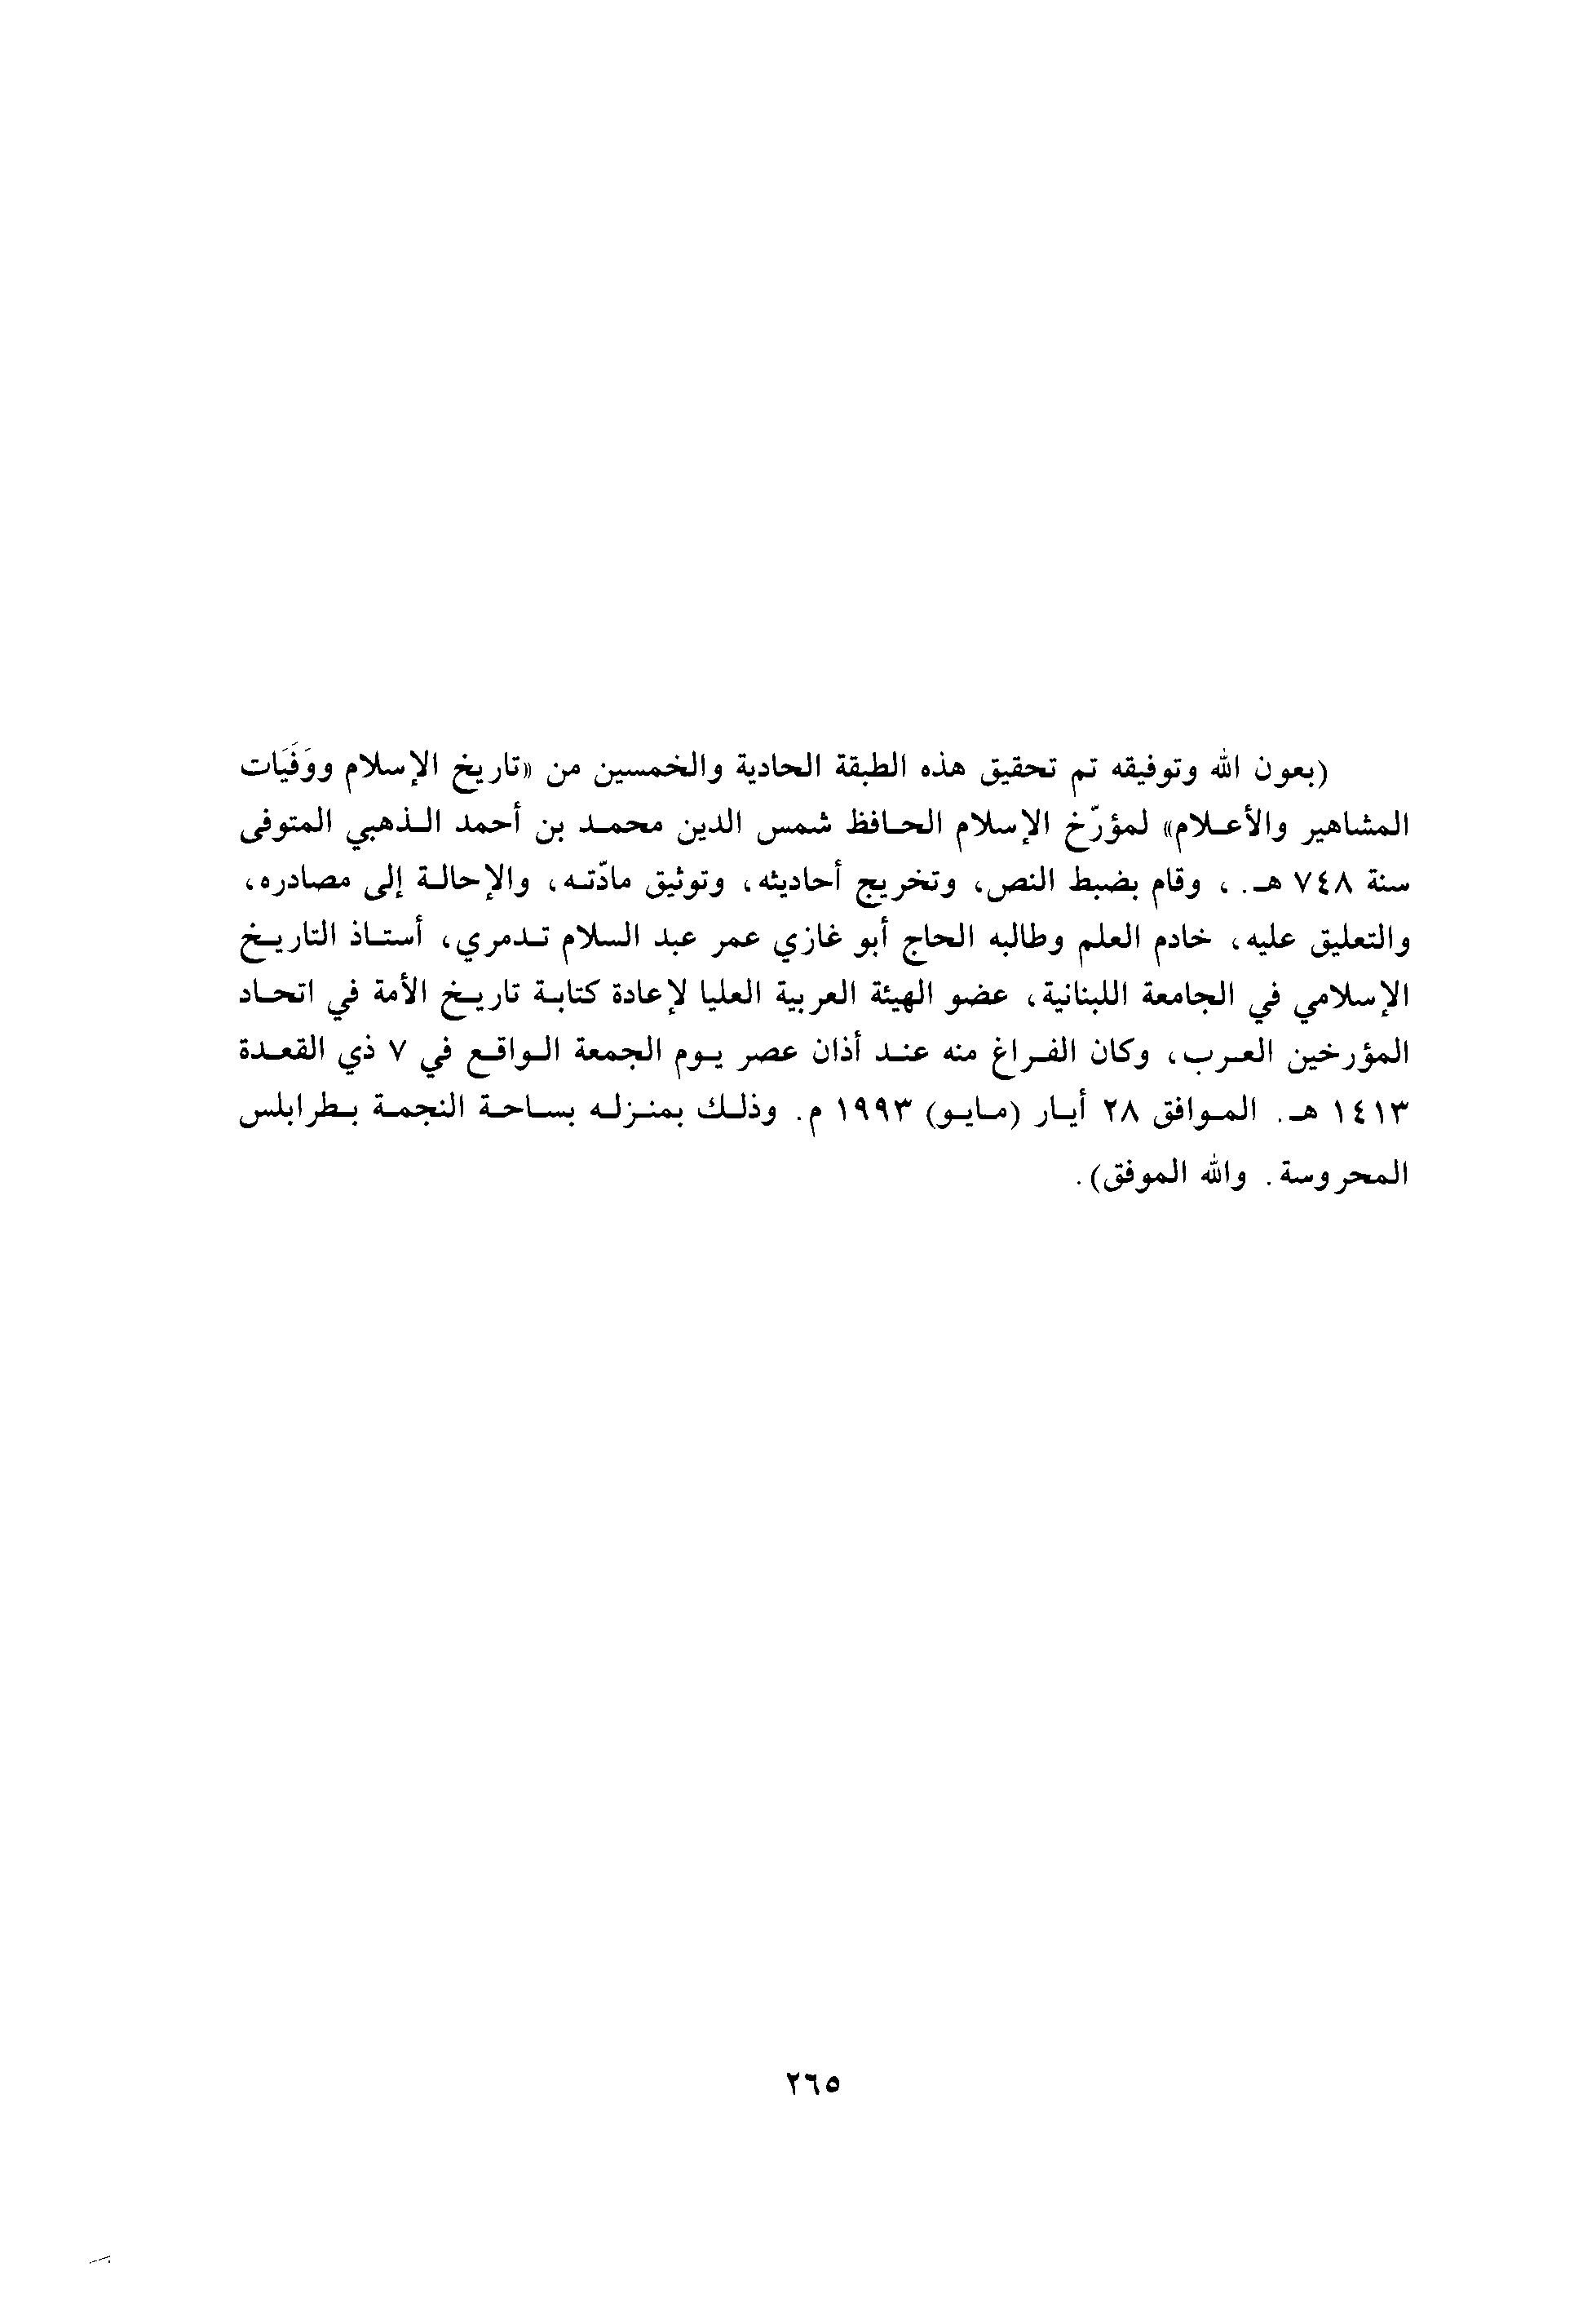 (بعون الله وتوفيقه تم تحقيق هذه الطبقة الحادية والخمسين من «تاريخ الإسلام ووَفَيَات
المشاهير والأعلام» لمؤرّخ الإسلام الحافظ شمس الدين محمد بن أحمد الذهبي المتوفى
سنة ٧٤٨ هـ. ، وقام بضبط النص، وتخريج أحاديثه، وتوثيق مادّته، والإحالة إلى مصادره،
والتعليق عليه، خادم العلم وطالبه الحاج أبو غازي عمر عبد السلام تدمري، أستاذ التاريخ
الإسلامي في الجامعة اللبنانية، عضو الهيئة العربية العليا لإعادة كتابة تاريخ الأمة في اتحاد
المؤرخين العرب، وكان الفراغ منه عند أذان عصر يوم الجمعة الواقع في ٧ ذي القعدة
١٤١٣ هـ. الموافق ٢٨ أيار (مايو) ١٩٩٣ م. وذلك بمنزله بساحة النجمة بطرابلس
المحروسة. والله الموفق).
٢٦٥